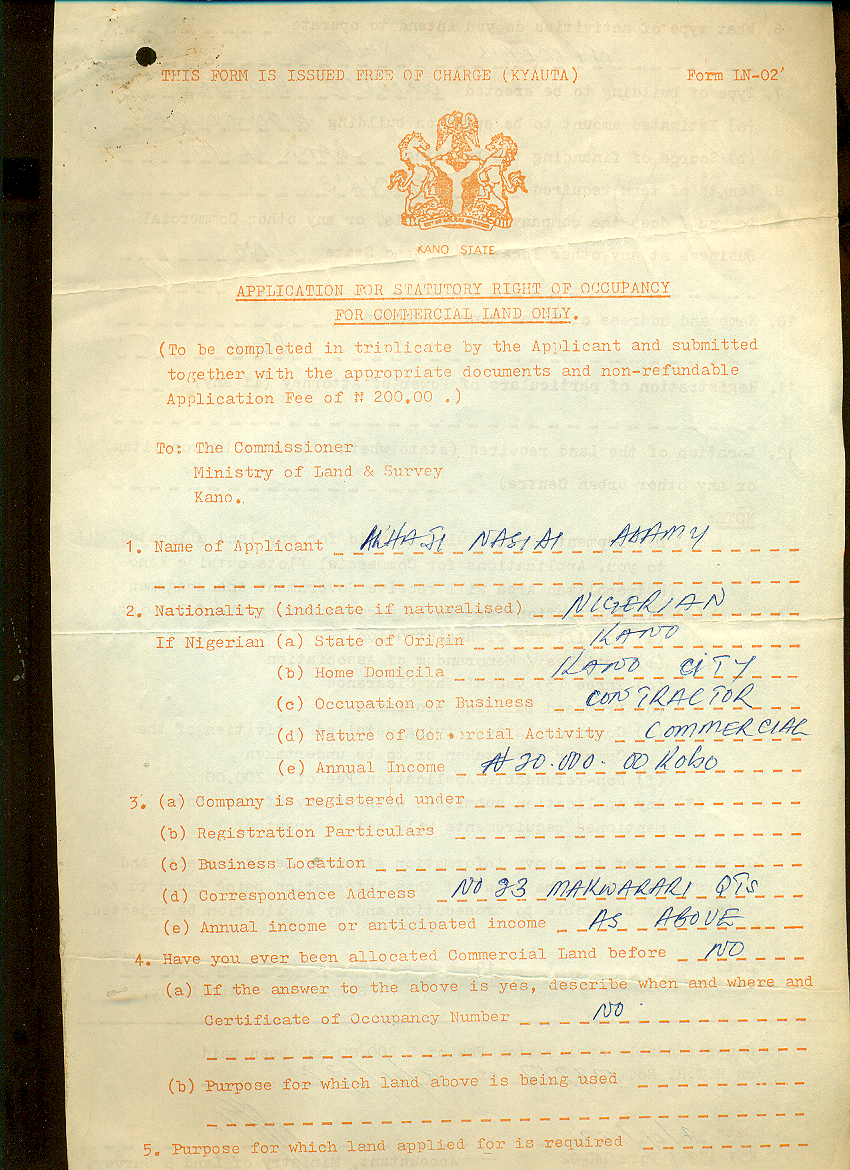 THIS FORM IS ISSUED FREE OF CHARGE (KYAUTA) Form LN-02
KANO STATE
APPLICATION FOR STATUTORY RIGHT OF OCCUPANCY
FOR COMMERCIAL LAND ONLY.
(To be completed in triplicate by the Applicant and submitted
together with the appropriate documents and non-refundable
Application Fee of ₦ 200.00 .)
To: The Commissioner
Ministry of Land & Survey
Kano.
1. Name of Applicant ADAMU
2. Nationality (indicate if naturalised) NIGERIAN
If Nigerian (a) State of Origin KANO
(b) Home Domicila KANO CITY
(c) Occupation or Business CONTRACTOR
(d) Nature of Commercial Activity COMMERCIAL
(e) Annual Income ₦ 20.000. 00 Kobo
3. (a) Company is registered under
(b) Registration Particulars
(c) Business Location
(d) Correspondence Address NO 23 MAKWARARI QTS
(e) Annual income or anticipated income AS ABOVE
4. Have you ever been allocated Commercial Land before NO
(a) If the answer to the above is yes, describe when and where and
Certificate of Occupancy Number NO
(b) Purpose for which land above is being used
5. Purpose for which land applied for is required